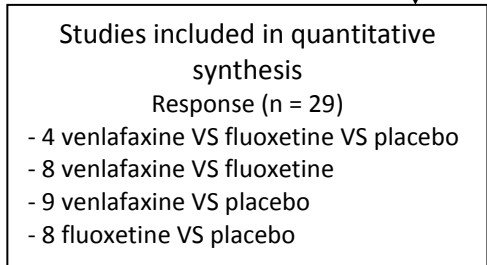 Studies included in quantitative
synthesis
Response (n = 29)
- 4 venlafaxine VS fluoxetine VS placebo
- 8 venlafaxine VS fluoxetine
- 9 venlafaxine VS placebo
- 8 fluoxetine VS placebo